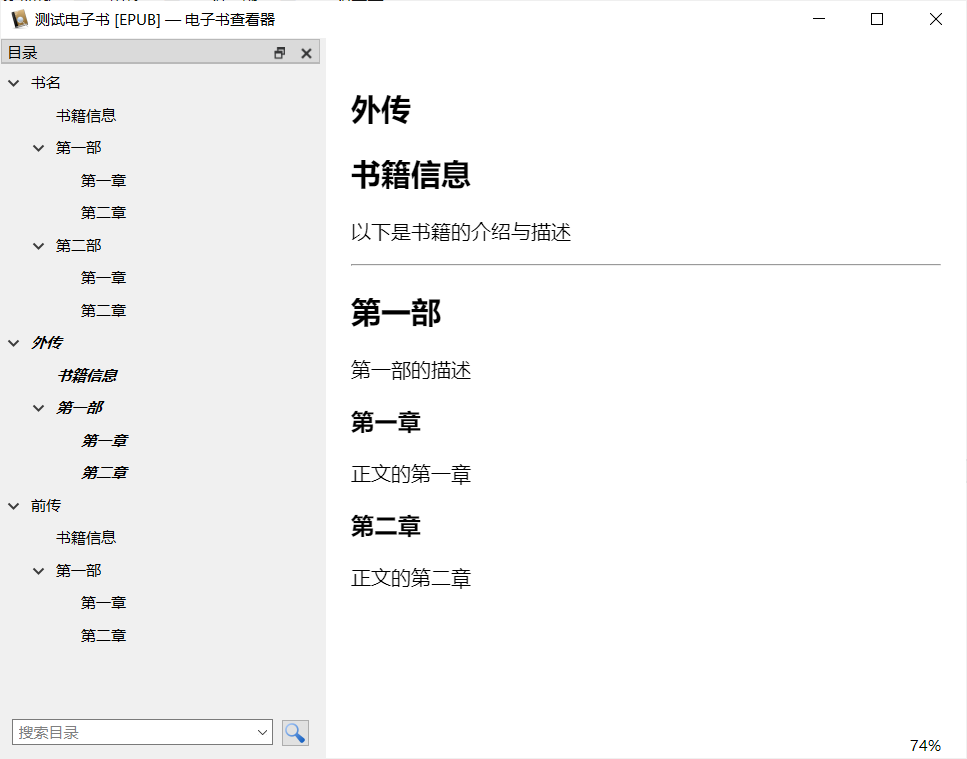 测试电子书 [EPUB] — 电子书查看器
目录
书名
书籍信息
第一部
第一章
第二章
第二部
第一章
第二章
外传
书籍信息
第一部
第一章
第二章
前传
书籍信息
第一部
第一章
第二章
搜索目录
外传
书籍信息
以下是书籍的介绍与描述
第一部
第一部的描述
第一章
正文的第一章
第二章
正文的第二章
74%